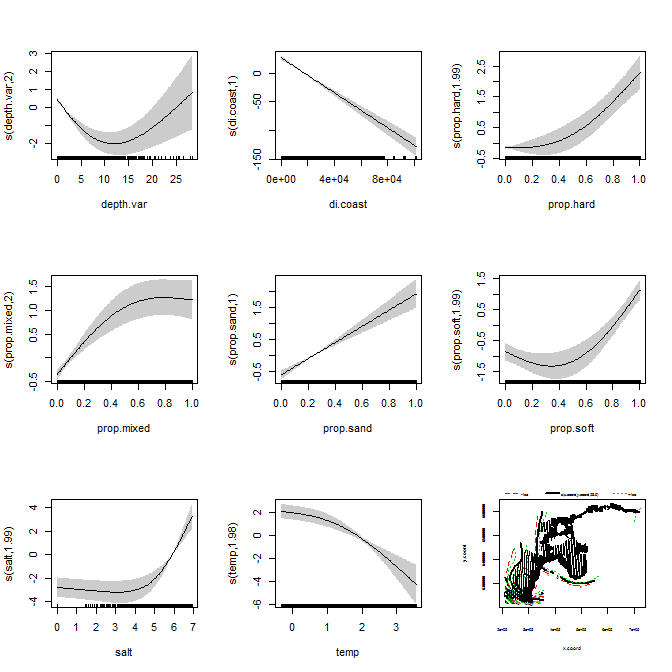 s(depth.var,2)
3
2
1
0
-2
0 5 10 15 20 25
depth.var
s(di.coast,1)
0
-50
-150
0e+00 4e+04 8e+04
di.coast
s(prop.hard,1.99)
2.5
1.5
0.5
-0.5
0.0 0.2 0.4 0.6 0.8 1.0
prop.hard
s(prop.mixed,2)
1.5
1.0
0.5
-0.5
0.0 0.2 0.4 0.6 0.8 1.0
prop.mixed
s(prop.sand,1)
1.5
0.5
-0.5
0.0 0.2 0.4 0.6 0.8 1.0
prop.sand
s(prop.soft,1.99)
1.5
0.5
-0.5
-1.5
0.0 0.2 0.4 0.6 0.8 1.0
prop.soft
s(salt,1.99)
4
2
0
-2
-4
0 1 2 3 4 5 6 7
salt
s(temp,1.98)
2
0
-2
-4
-6
0 1 2 3
temp
y.coord
x.coord